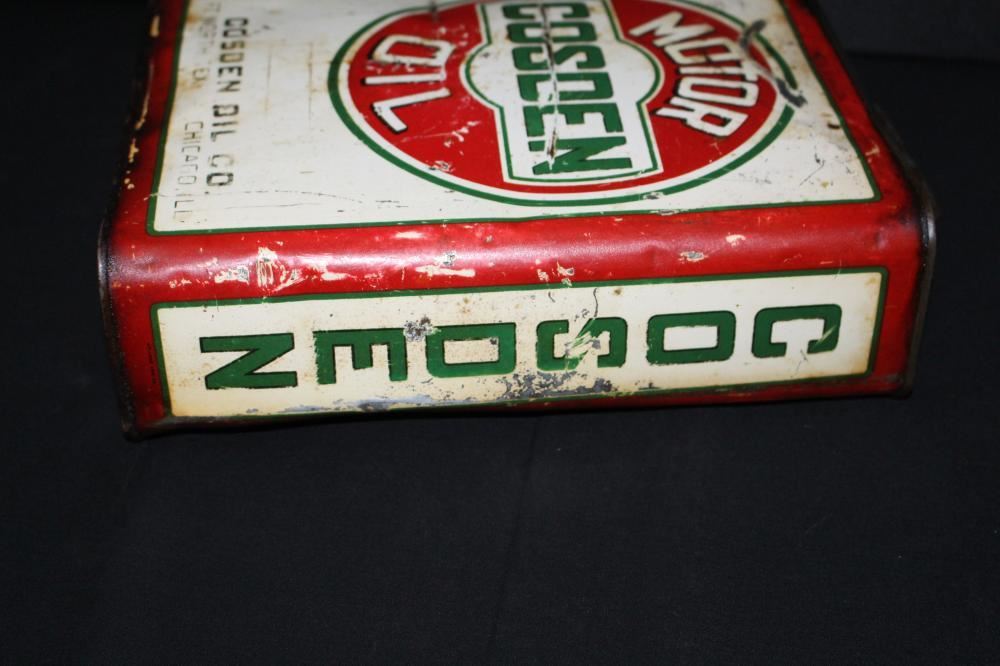 MOTOR
COSDEN
OIL
COSDEN OIL CO.
CHICAGO, ILL
COSDEN